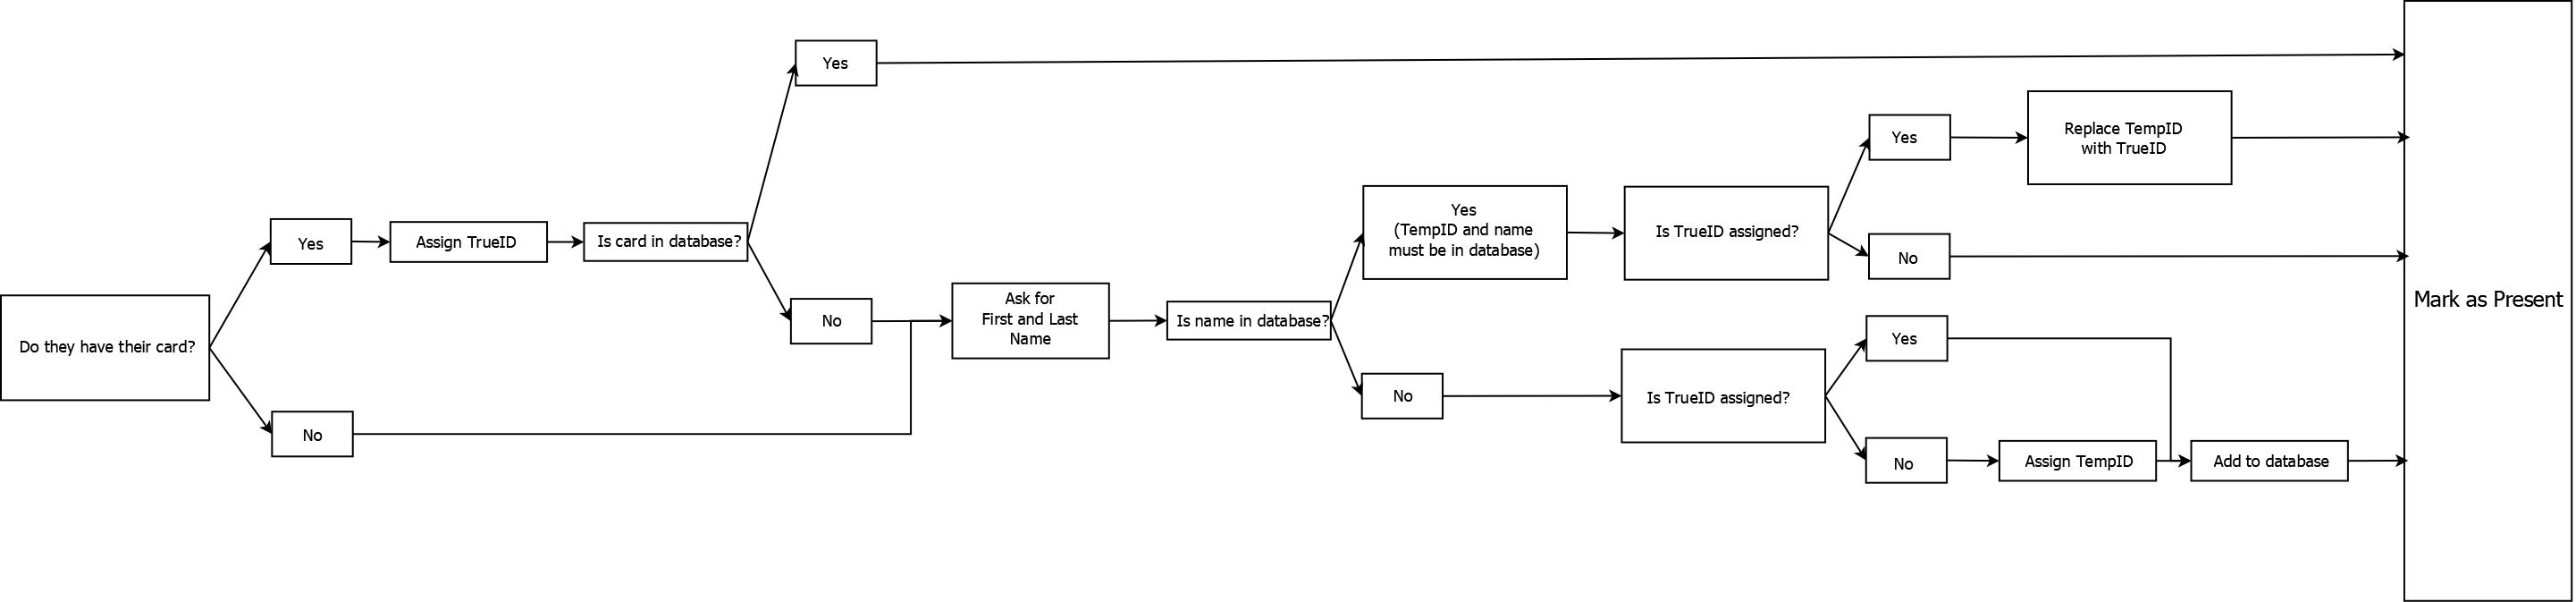 Do they have their card?
Yes
No
Assign TrueID
Is card in database?
Yes
No
Ask for
First and Last
Name
Is name in database?
Yes
(TempID and name
must be in database)
No
Is TrueID assigned?
Yes
No
Replace TempID
with TrueID
Is TrueID assigned?
Yes
No
Assign TempID
Add to database
Mark as Present